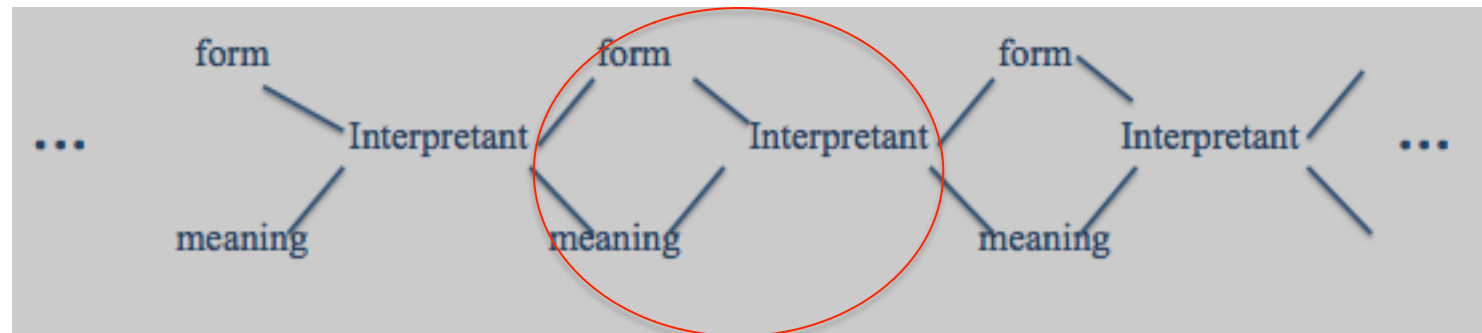 form form form
... Interpretant Interpretant Interpretant ...
meaning meaning meaning